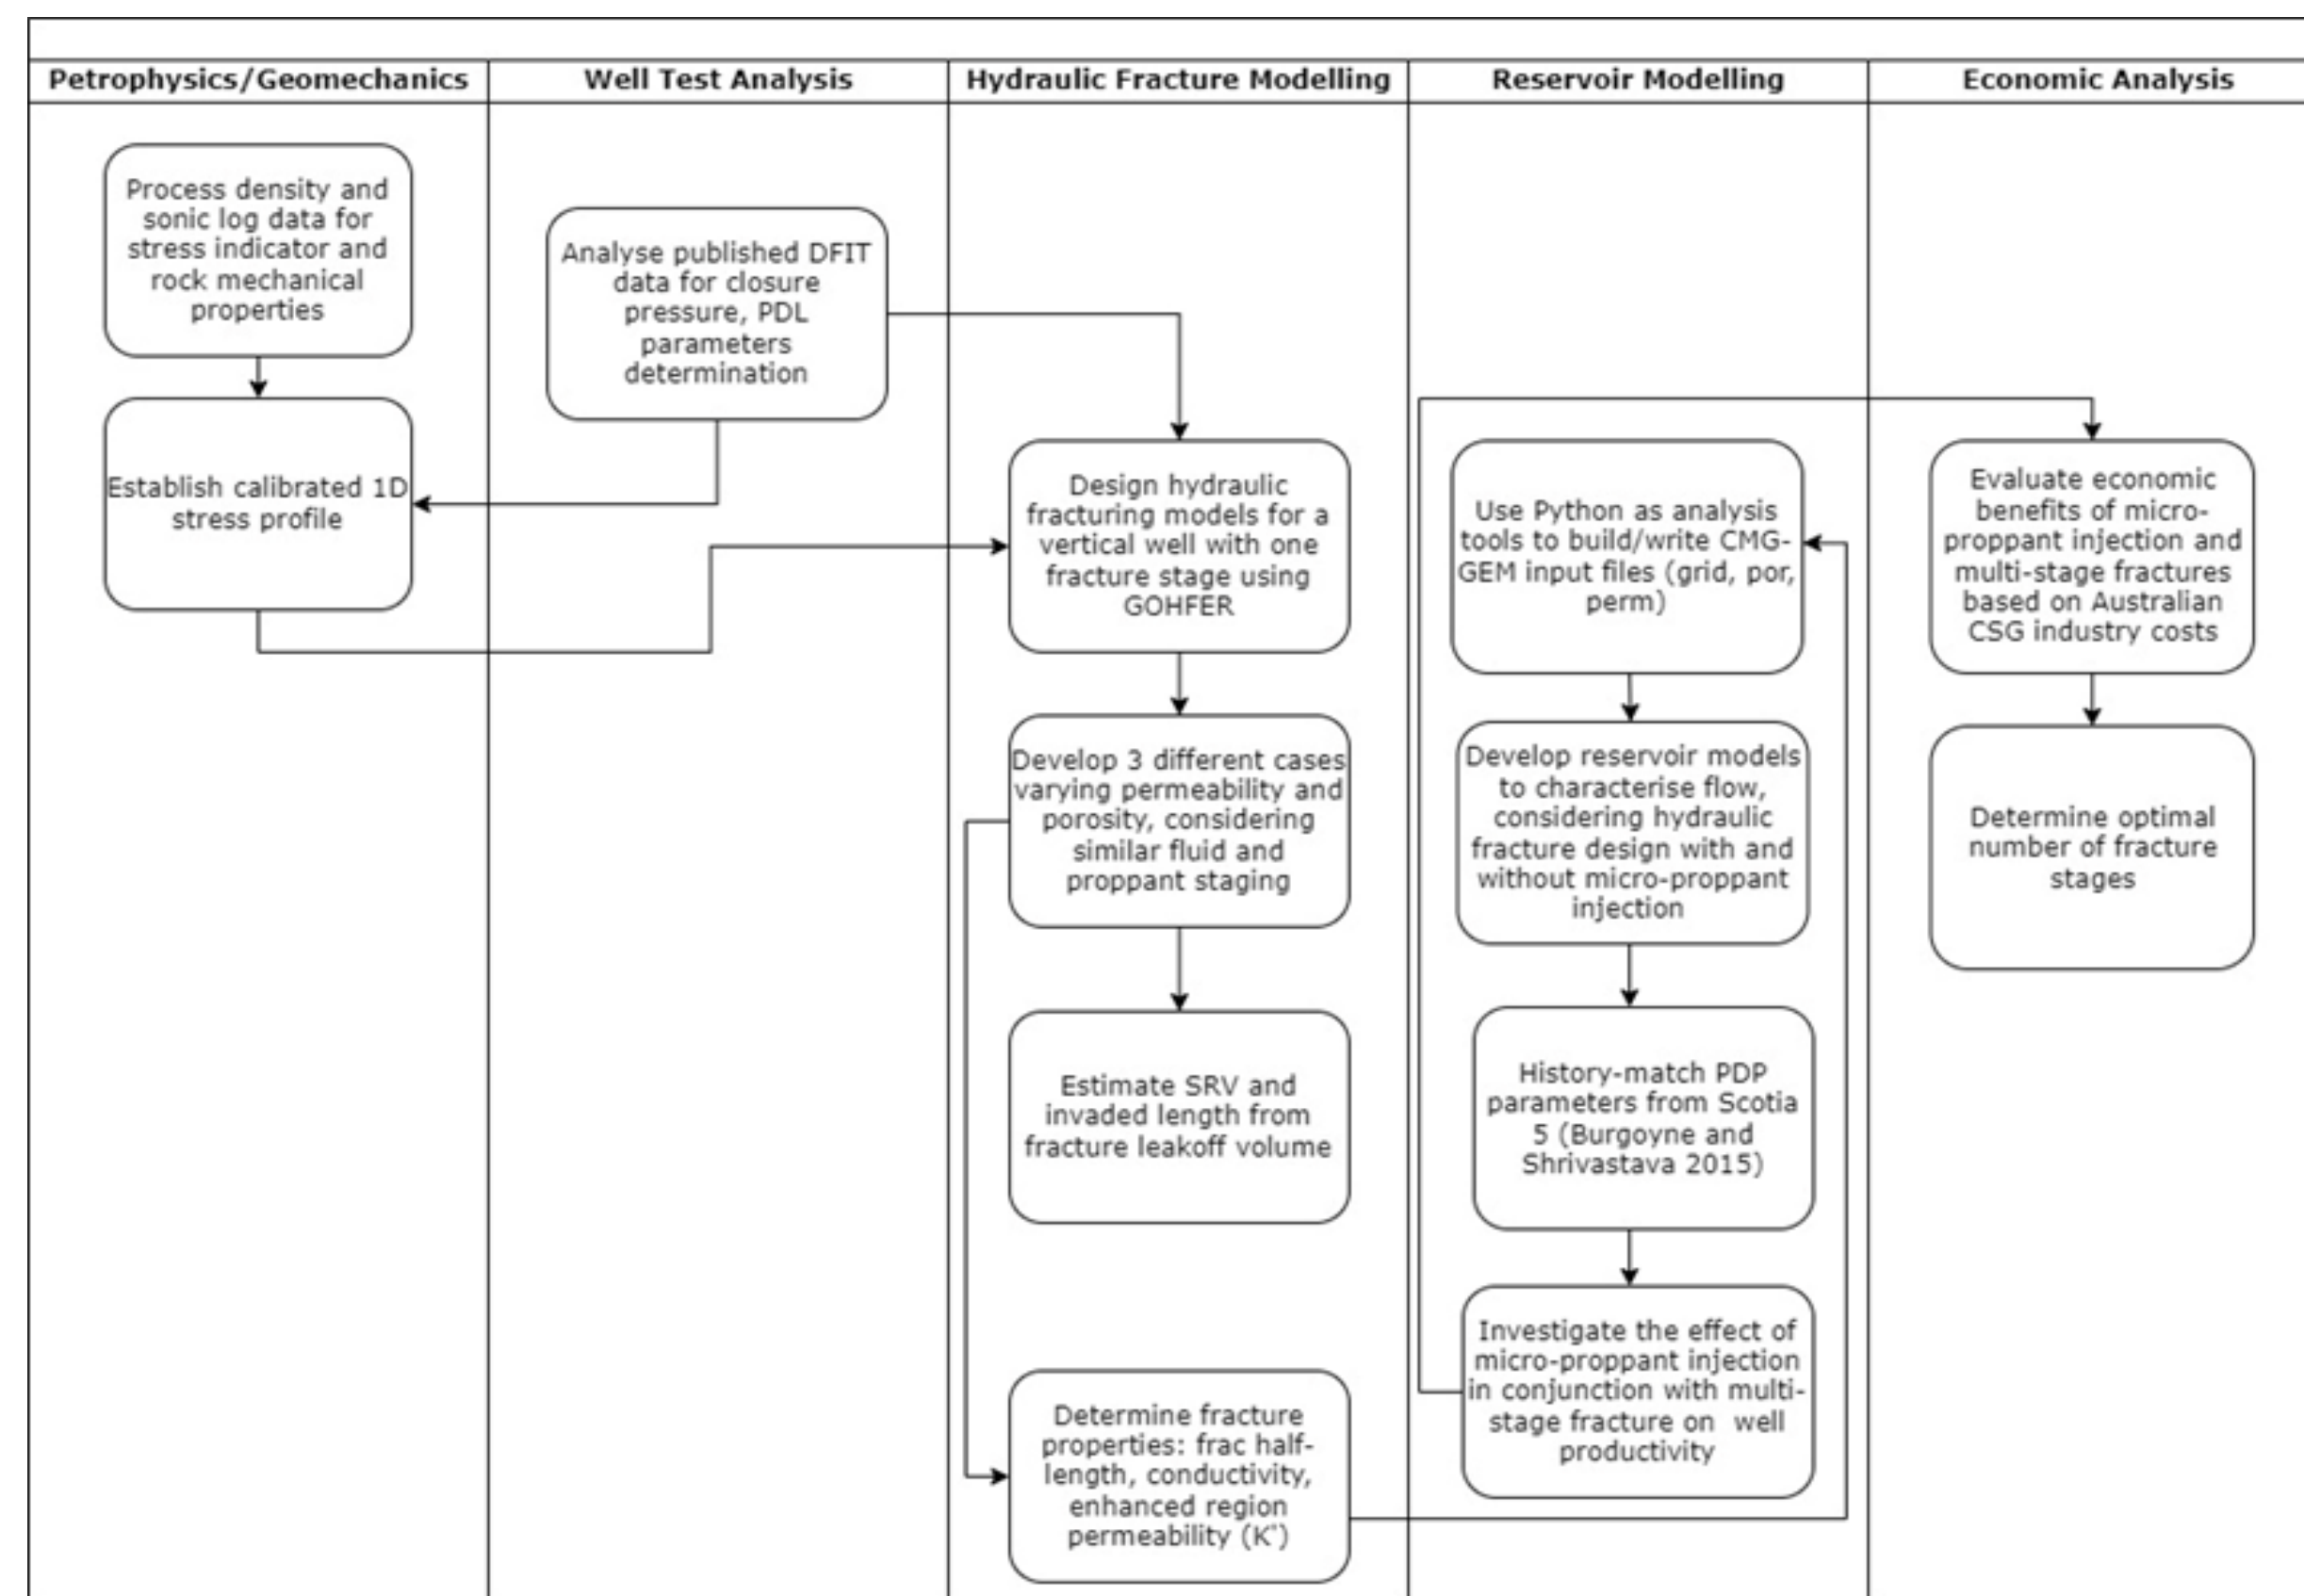 Petrophysics/Geomechanics
Well Test Analysis
Hydraulic Fracture Modelling
Reservoir Modelling
Economic Analysis
Process density and
sonic log data for
stress indicator and
rock mechanical
properties
Establish calibrated 1D
stress profile
Analyse published DFIT
data for closure
pressure, PDL
parameters
determination
Design hydraulic
fracturing models for a
vertical well with one
fracture stage using
GOHFER
Develop 3 different cases
varying permeability and
porosity, considering
similar fluid and
proppant staging
Estimate SRV and
invaded length from
fracture leakoff volume
Determine fracture
properties: frac half-
length, conductivity,
enhanced region
permeability (K')
Use Python as analysis
tools to build/write CMG-
GEM input files (grid, por,
perm)
Develop reservoir models
to characterise flow,
considering hydraulic
fracture design with and
without micro-proppant
injection
History-match PDP
parameters from Scotia
5 (Burgoyne and
Shrivastava 2015)
Investigate the effect of
micro-proppant injection
in conjunction with multi-
stage fracture on well
productivity
Evaluate economic
benefits of micro-
proppant injection and
multi-stage fractures
based on Australian
CSG industry costs
Determine optimal
number of fracture
stages